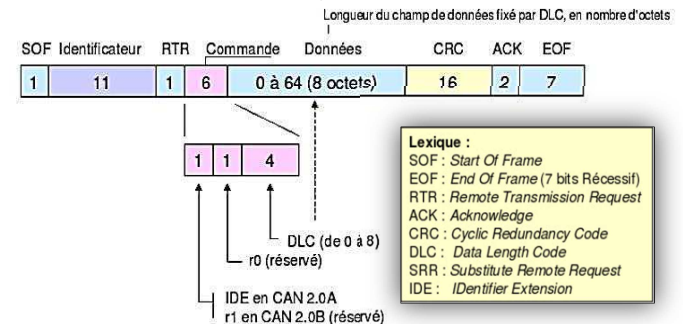 Longueur du champ de données fixé par DLC, en nombre d'octets
SOF Identificateur RTR Commande Données CRC ACK EOF
1 11 1 6 0 à 64 (8 octets) 16 2 7
1 1 4
DLC (de 0 à 8)
r0 (réservé)
IDE en CAN 2.0A
r1 en CAN 2.0B (réservé)
Lexique :
SOF : Start Of Frame
EOF : End Of Frame (7 bits Récessif)
RTR : Remote Transmission Request
ACK : Acknowledge
CRC : Cyclic Redundancy Code
DLC : Data Length Code
SRR : Substitute Remote Request
IDE : IDentifier Extension